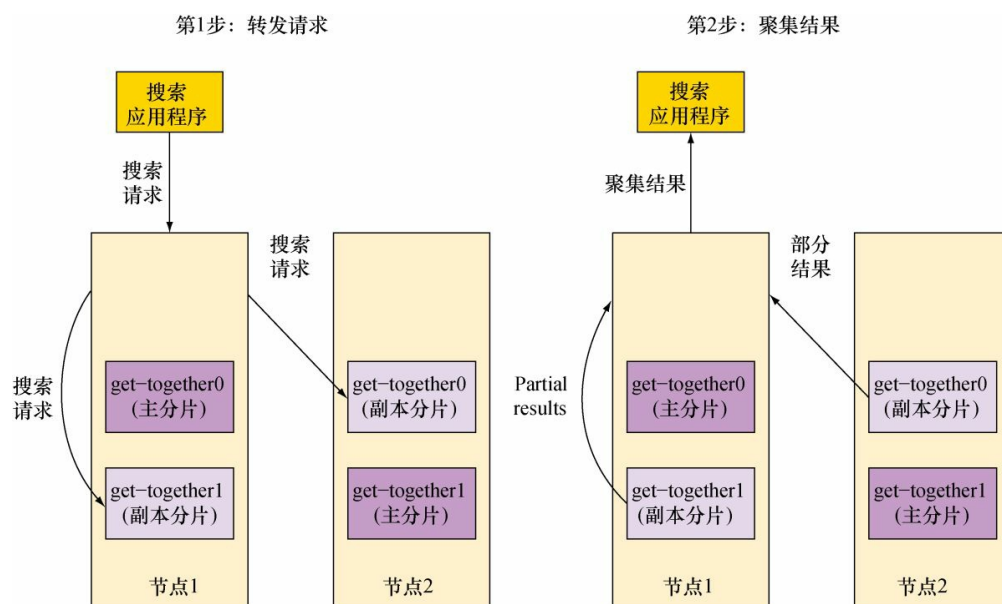 第1步：转发请求
搜索
应用程序
搜索
请求
搜索
请求
搜索
请求
get-together0
(主分片)
get-together1
(副本分片)
节点1
get-together0
(副本分片)
get-together1
(主分片)
节点2
第2步：聚集结果
搜索
应用程序
聚集结果
部分
结果
Partial
results
get-together0
(主分片)
get-together1
(副本分片)
节点1
get-together0
(副本分片)
get-together1
(主分片)
节点2